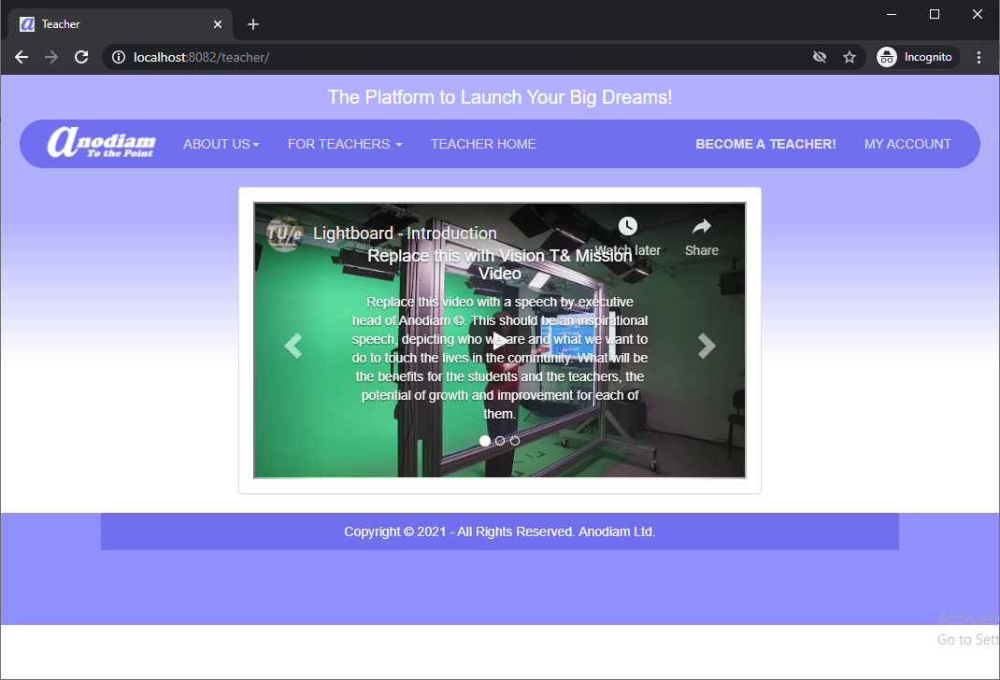 Teacher
localhost:8082/teacher/
Incognito
The Platform to Launch Your Big Dreams!
Anodiam
To the Point
ABOUT US
FOR TEACHERS
TEACHER HOME
BECOME A TEACHER!
MY ACCOUNT
TU/e
Lightboard - Introduction
Watch later
Share
Replace this with Vision T& Mission
Video
Replace this video with a speech by executive
head of Anodiam ©. This should be an inspirational
speech, depicting who we are and what we want to
do to touch the lives in the community. What will be
the benefits for the students and the teachers, the
potential of growth and improvement for each of
them.
Copyright © 2021 - All Rights Reserved. Anodiam Ltd.
Activate
Go to Sett